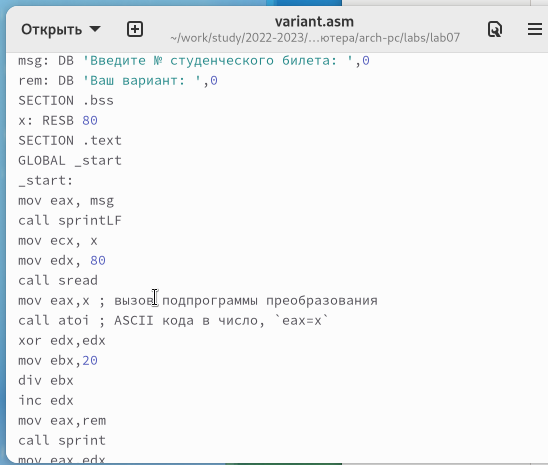 Открыть
variant.asm
~/work/study/2022-2023/…ютера/arch-pc/labs/lab07
msg: DB 'Введите № студенческого билета: ',0
rem: DB 'Ваш вариант: ',0
SECTION .bss
x: RESB 80
SECTION .text
GLOBAL _start
_start:
mov eax, msg
call sprintLF
mov ecx, x
mov edx, 80
call sread
mov eax,x ; вызов подпрограммы преобразования
call atoi ; ASCII кода в число, `eax=x`
xor edx,edx
mov ebx,20
div ebx
inc edx
mov eax,rem
call sprint
mov eax,edx